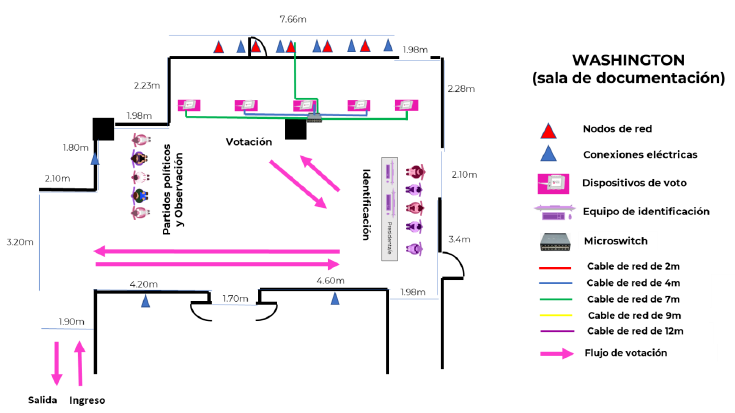 7.66m
1.98m
WASHINGTON
(sala de documentación)
2.23m
2.28m
1.98m
Votación
1.80m
Partidos políticos
y Observación
Identificación
Presidenciale
2.10m
2.10m
3.20m
3.4m
4.20m
4.60m
1.70m
1.98m
1.90m
Salida
Ingreso
Nodos de red
Conexiones eléctricas
Dispositivos de voto
Equipo de identificación
Microswitch
Cable de red de 2m
Cable de red de 4m
Cable de red de 7m
Cable de red de 9m
Cable de red de 12m
Flujo de votación